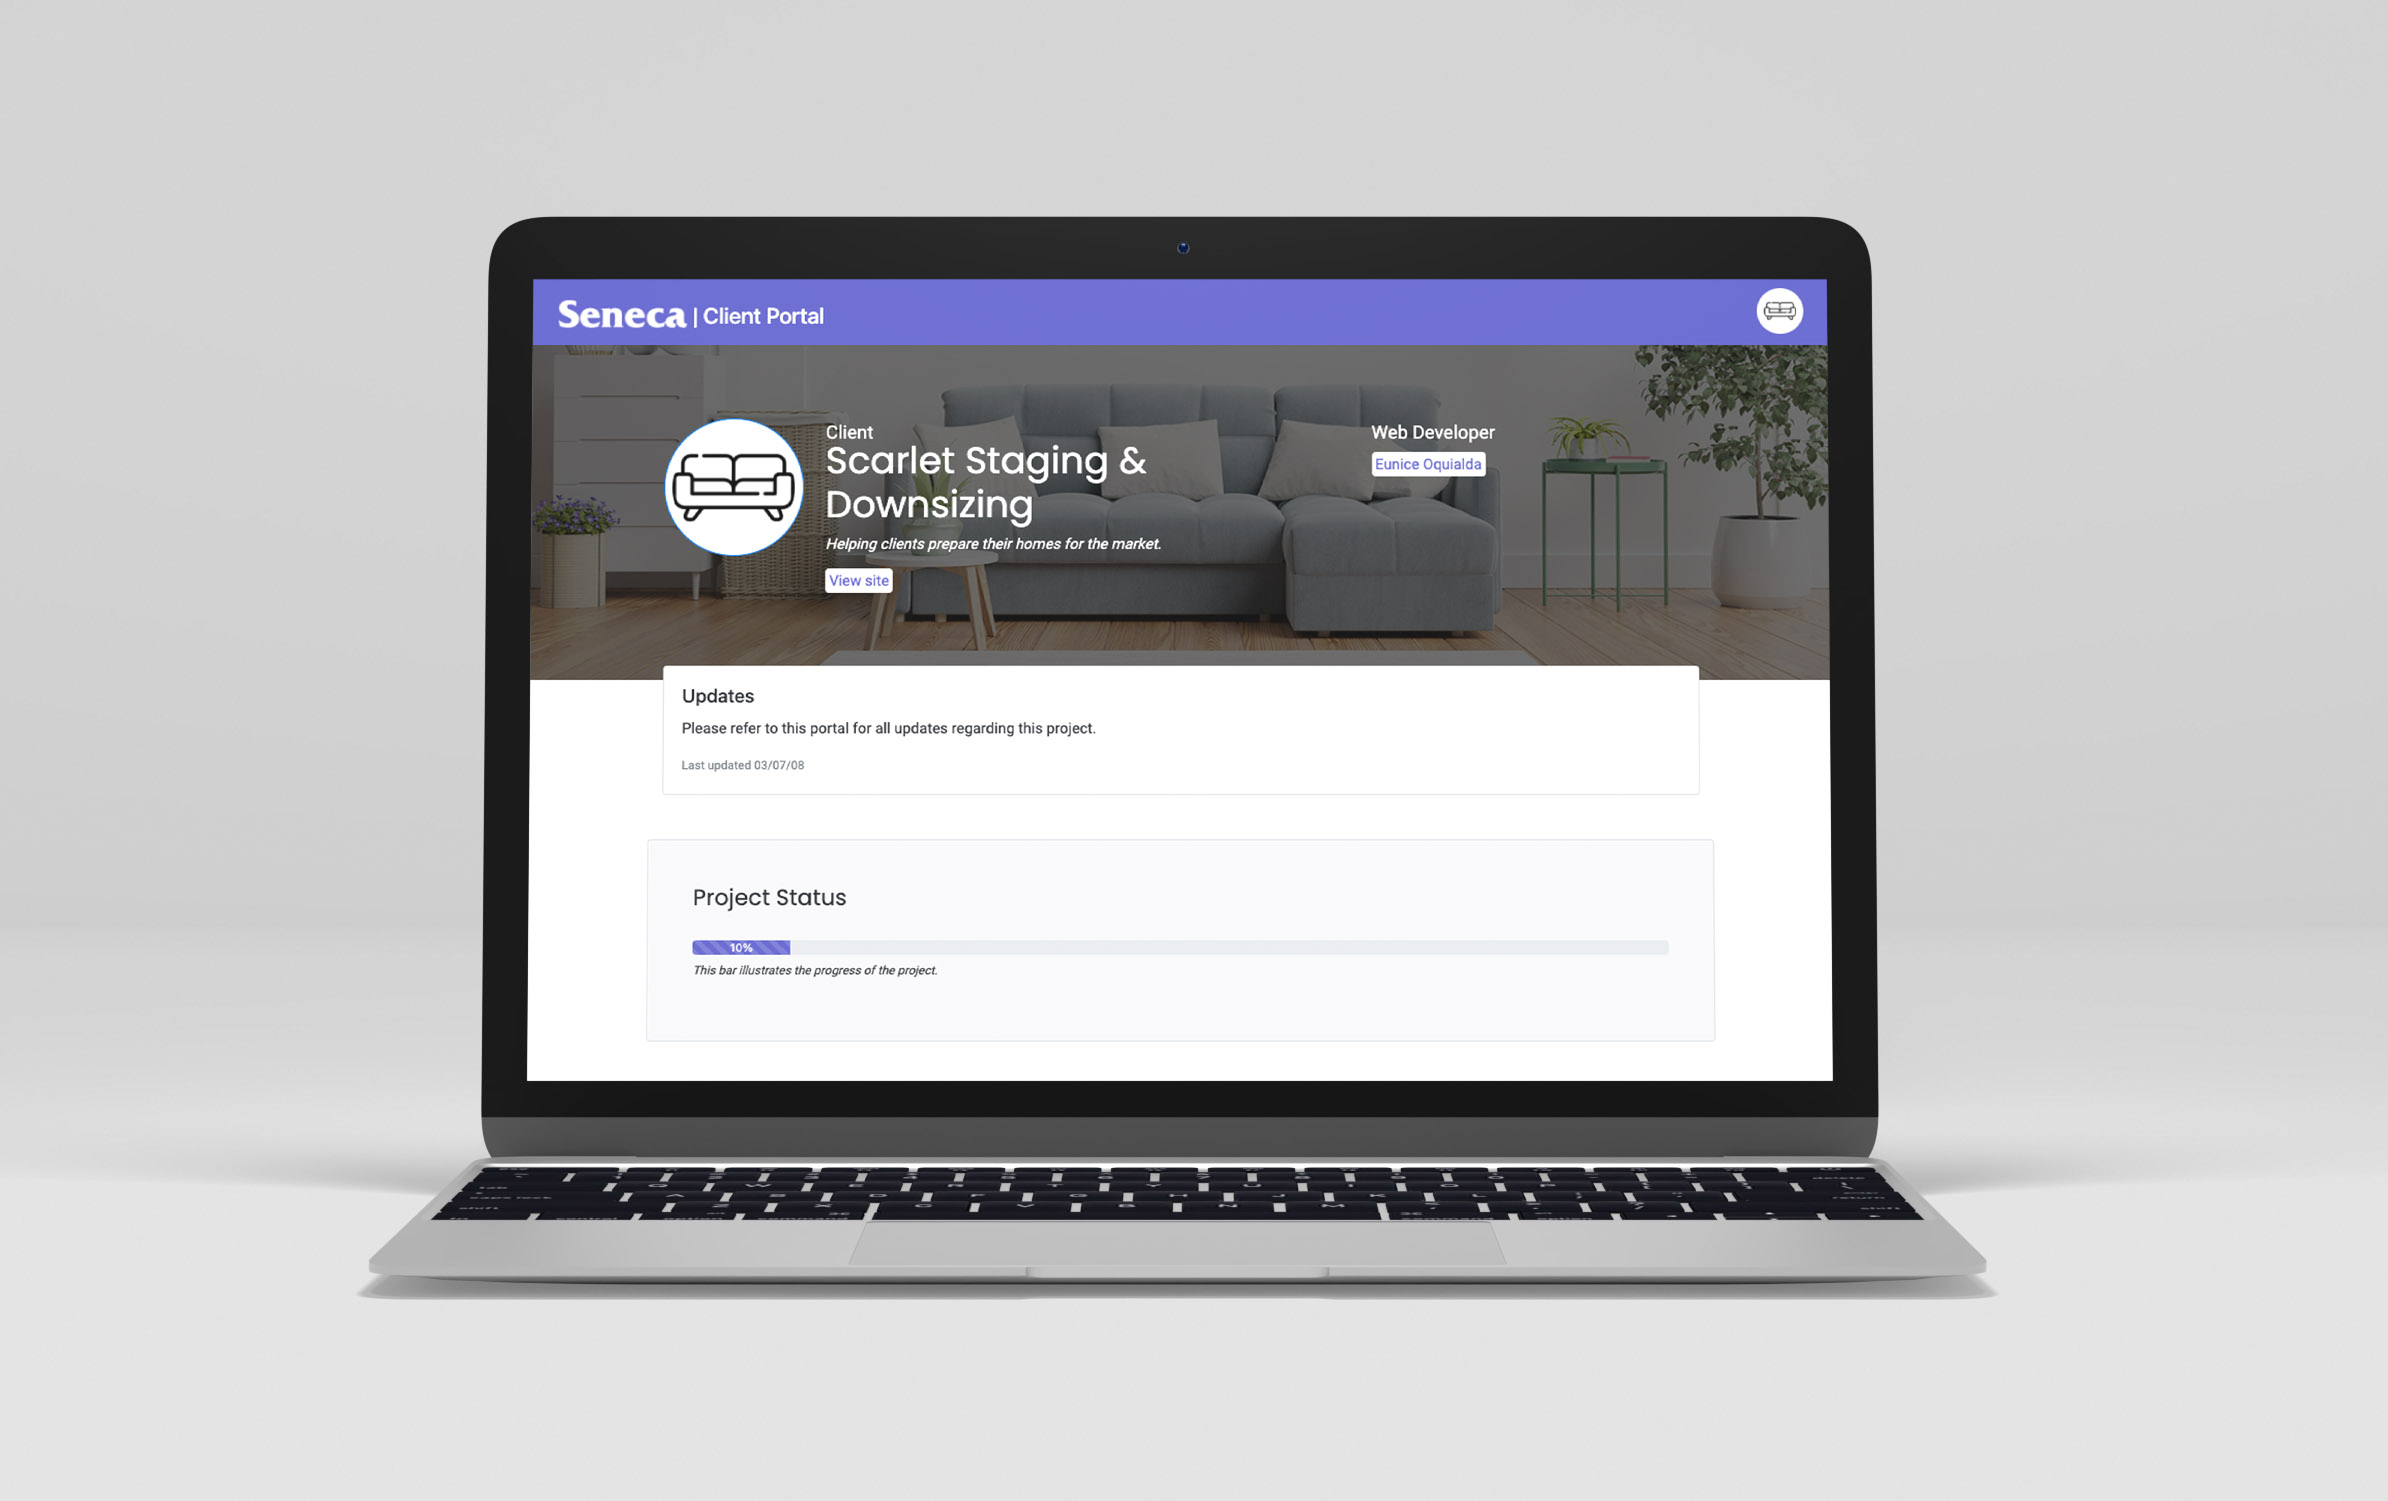 Seneca | Client Portal
Client
Scarlet Staging &
Downsizing
Helping clients prepare their homes for the market.
View site
Web Developer
Eunice Oquialda
Updates
Please refer to this portal for all updates regarding this project.
Last updated 03/07/08
Project Status
10%
This bar illustrates the progress of the project.